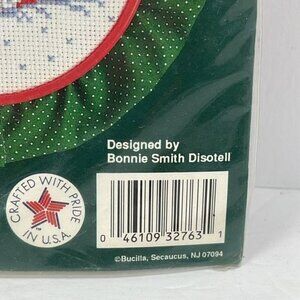 Designed by
Bonnie Smith Disotell
CRAFTED WITH PRIDE
IN U.S.A.
0 46109 32763 1
©Bucilla, Secaucus, NJ 07094